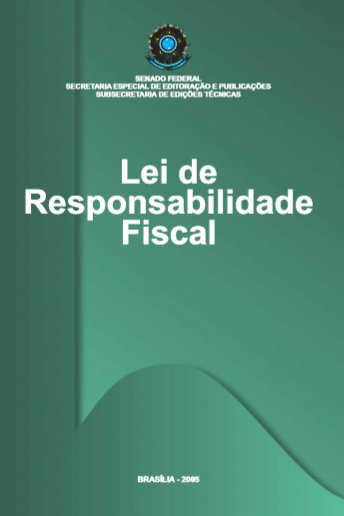 SENADO FEDERAL
SECRETARIA ESPECIAL DE EDITORAÇÃO E PUBLICAÇÕES
SUBSECRETARIA DE EDIÇÕES TÉCNICAS
Lei de
Responsabilidade
Fiscal
BRASÍLIA - 2005